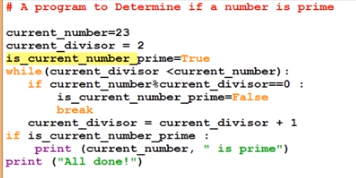 # A program to Determine if a number is prime
current_number=23
current_divisor = 2
is_current_number_prime=True
while(current_divisor <current_number):
if current_number%current_divisor==0 :
is_current_number_prime=False
break
current_divisor = current_divisor + 1
if is_current_number_prime :
print (current_number, " is prime")
print ("All done!")